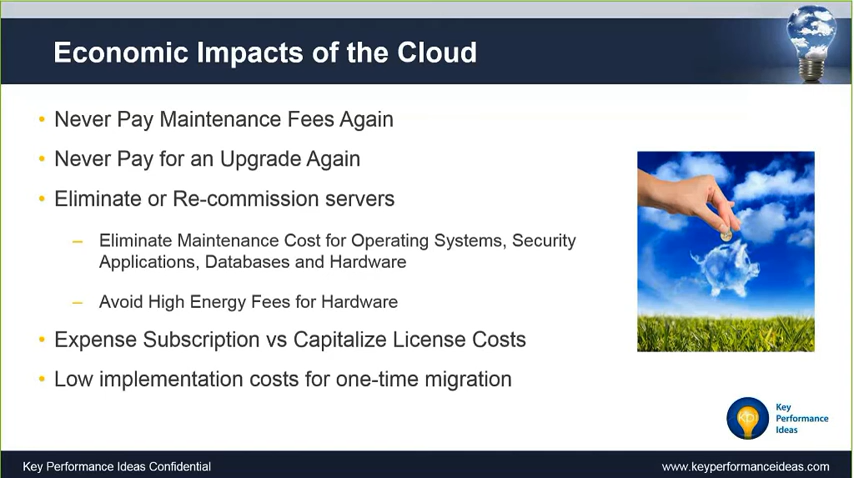 Economic Impacts of the Cloud
• Never Pay Maintenance Fees Again
• Never Pay for an Upgrade Again
• Eliminate or Re-commission servers
– Eliminate Maintenance Cost for Operating Systems, Security
Applications, Databases and Hardware
– Avoid High Energy Fees for Hardware
• Expense Subscription vs Capitalize License Costs
• Low implementation costs for one-time migration
Key
Performance
Ideas
Key Performance Ideas Confidential
www.keyperformanceideas.com